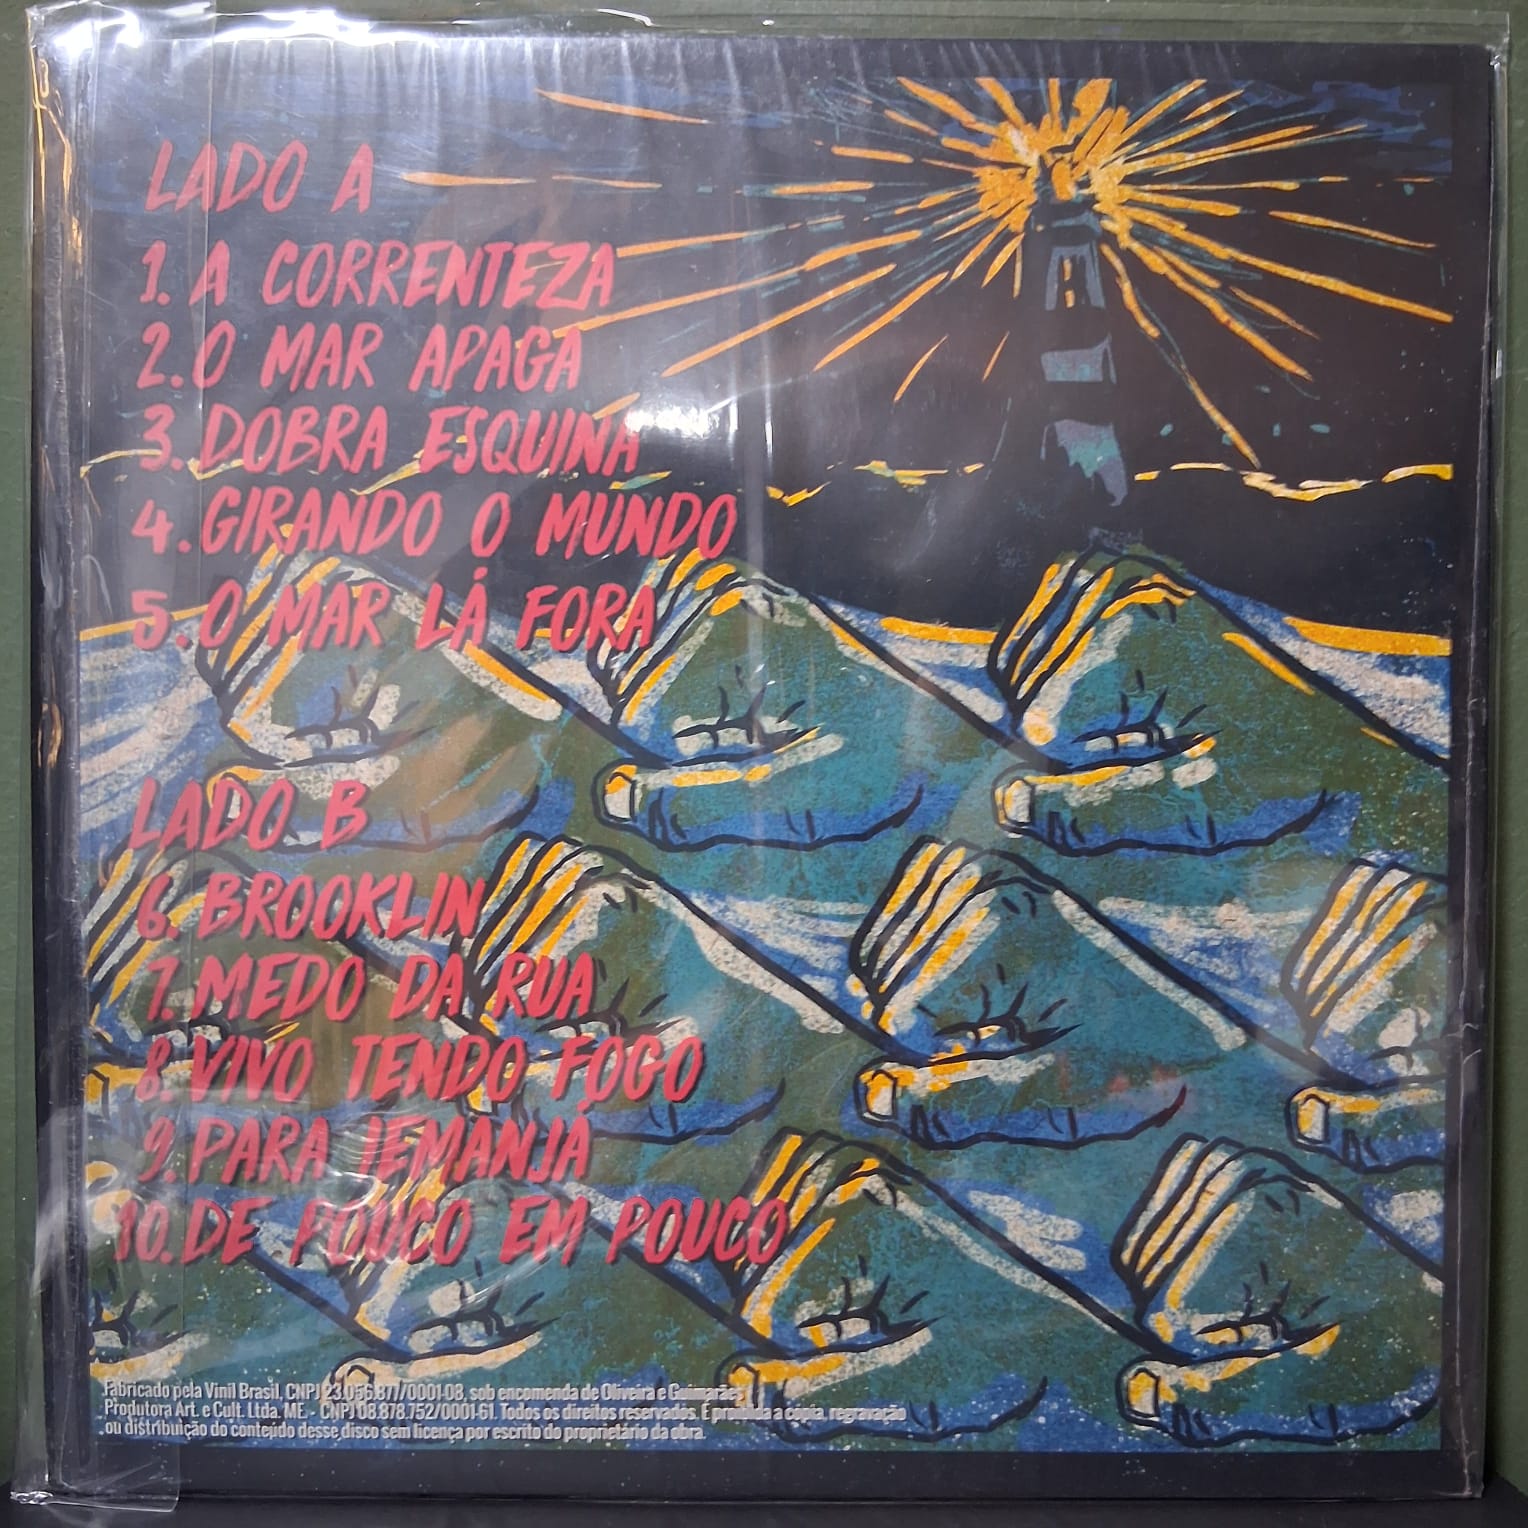 LADO A
1. A CORRENTEZA
2. O MAR APAGA
3. DOBRA ESQUINA
4. GIRANDO O MUNDO
5. O MAR LÁ FORA
LADO B
6. BROOKLIN
7. MEDO DA RUA
8. VIVO TENDO FOGO
9. PARA IEMANJÁ
10. DE POUCO EM POUCO
Fabricado pela Vinil Brasil, CNPJ 23.056.877/0001-08, sob encomenda de Oliveira e Guimarães
Produtora Art. e Cult. Ltda. ME. - CNPJ 08.878.752/0001-61. Todos os direitos reservados. É proibida a cópia, regravação
ou distribuição do conteúdo desse disco sem licença por escrito do proprietário da obra.